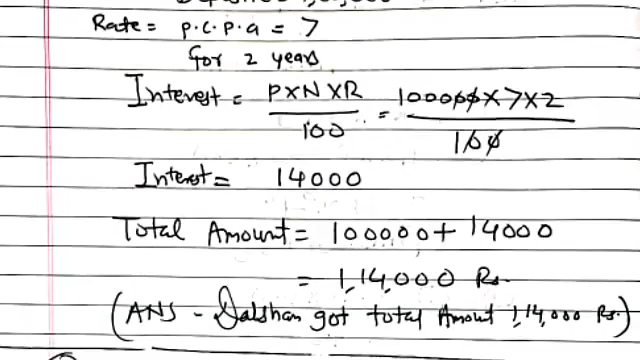 Rate = P.C.P.a = 7
for 2 years
Interest = P×N×R / 100 = 100000×7×2 / 100
Interest = 14000
Total Amount = 100000 + 14000
= 1,14,000 Rs.
(ANS - Dalshan got total Amount 1,14,000 Rs.)